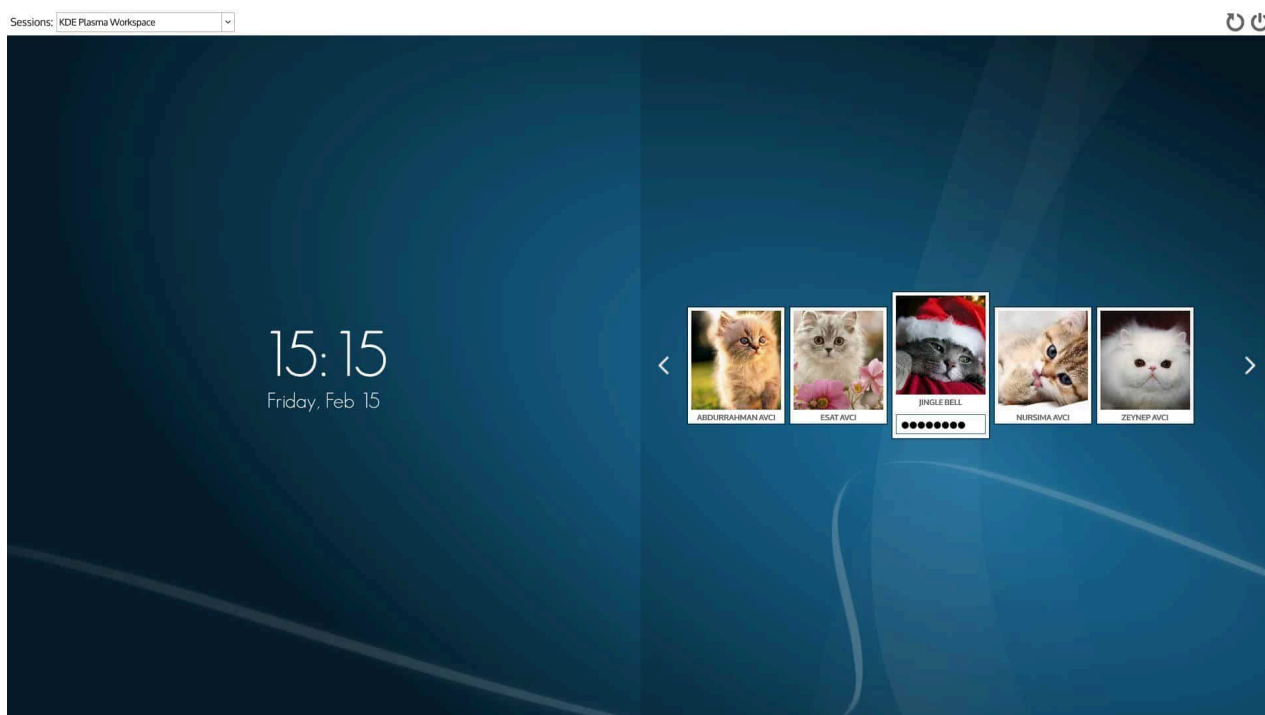 Sessions: KDE Plasma Workspace
15:15
Friday, Feb 15
ABDURRAHMAN AVCI
ESAT AVCI
JINGLE BELL
NURSIMA AVCI
ZEYNEP AVCI